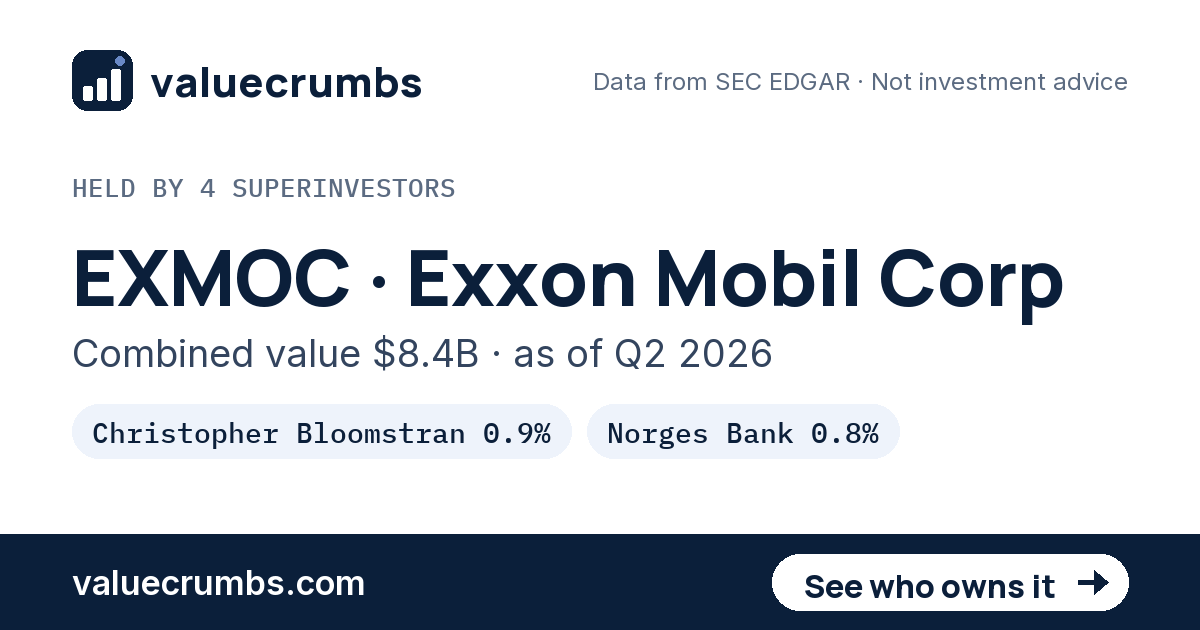 valuecrumbs
Data from SEC EDGAR · Not investment advice
HELD BY 4 SUPERINVESTORS
EXMOC · Exxon Mobil Corp
Combined value $8.4B · as of Q2 2026
Christopher Bloomstran 0.9%
Norges Bank 0.8%
valuecrumbs.com
See who owns it →